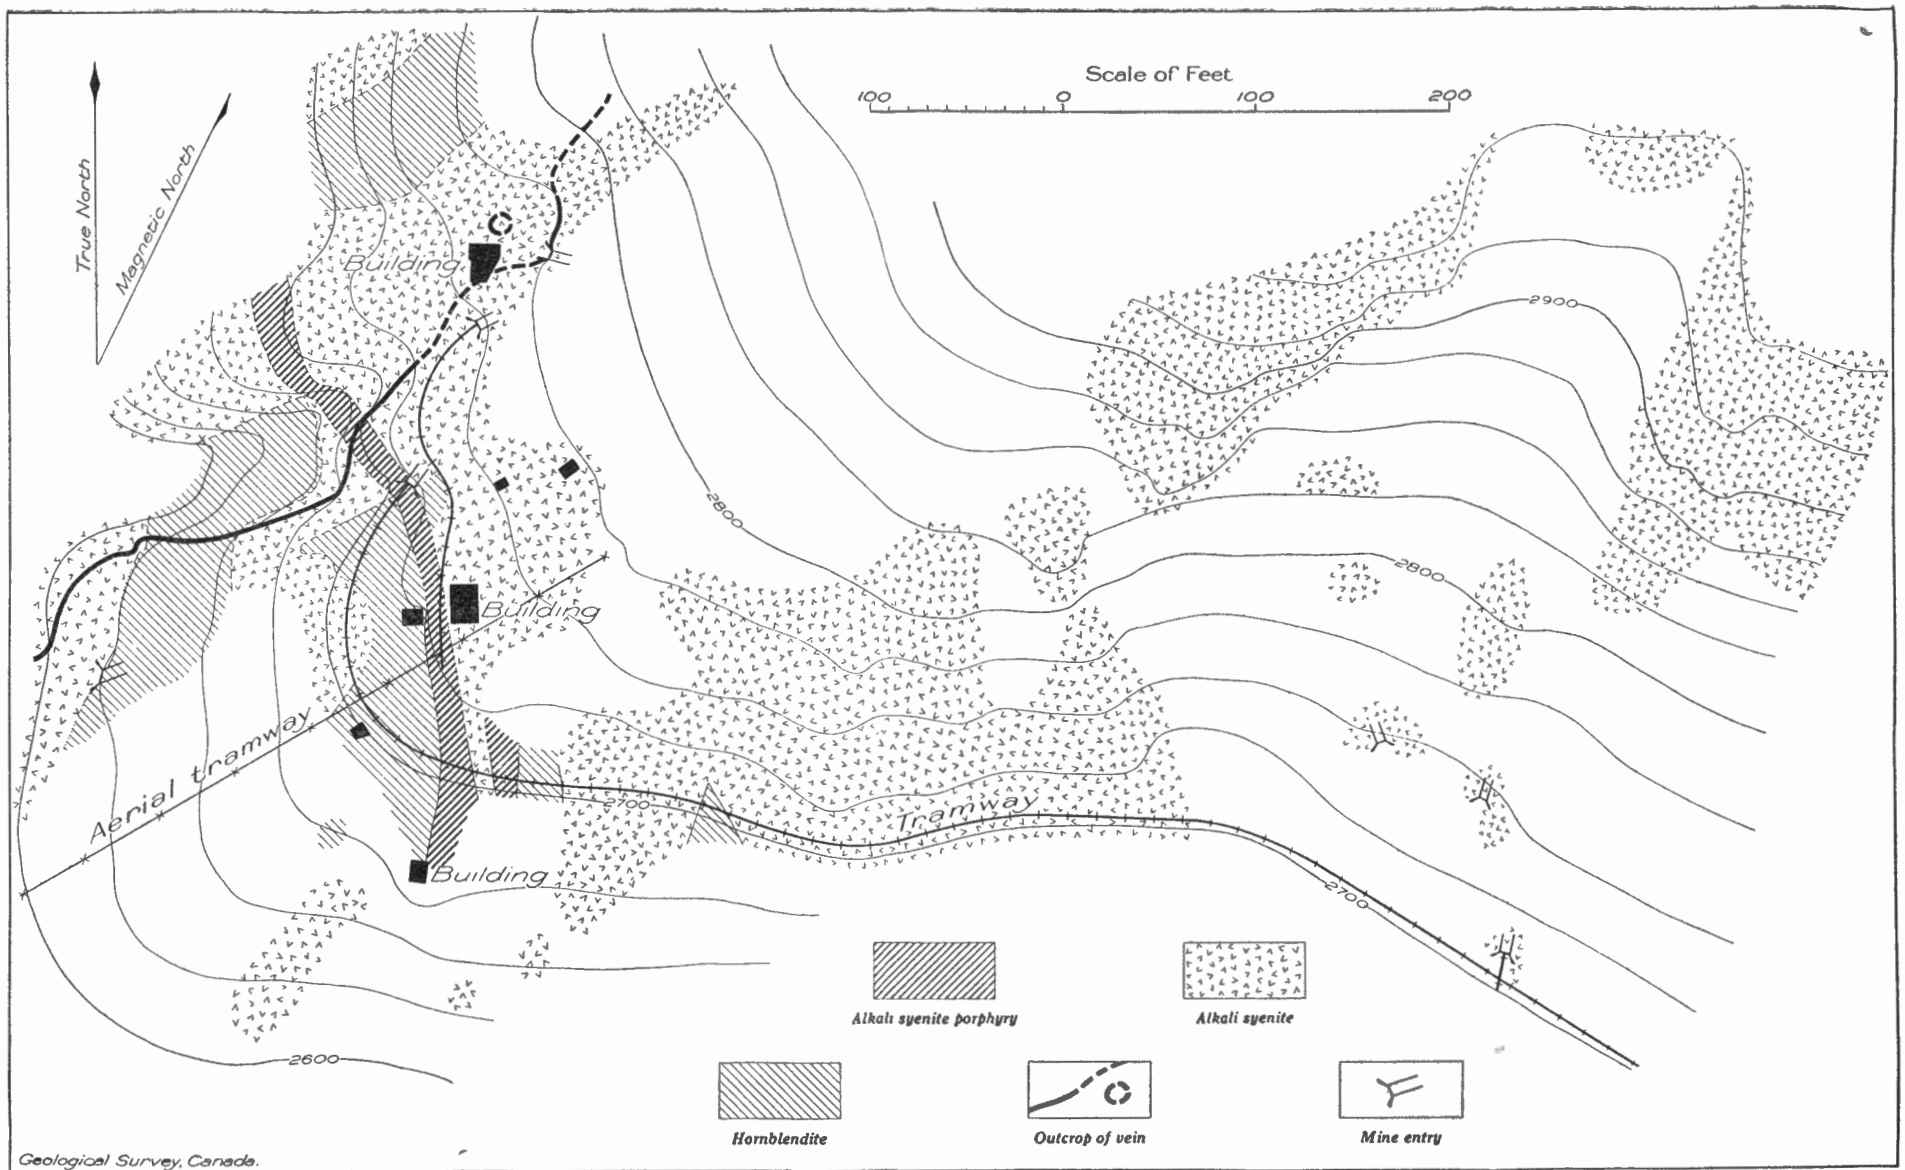 Scale of Feet
100 0 100 200
True North
Magnetic North
Building
2900
2800
2800
Building
Aerial tramway
2700
Tramway
Building
2700
2600
Alkali syenite porphyry
Alkali syenite
Hornblendite
Outcrop of vein
Mine entry
Geological Survey, Canada.